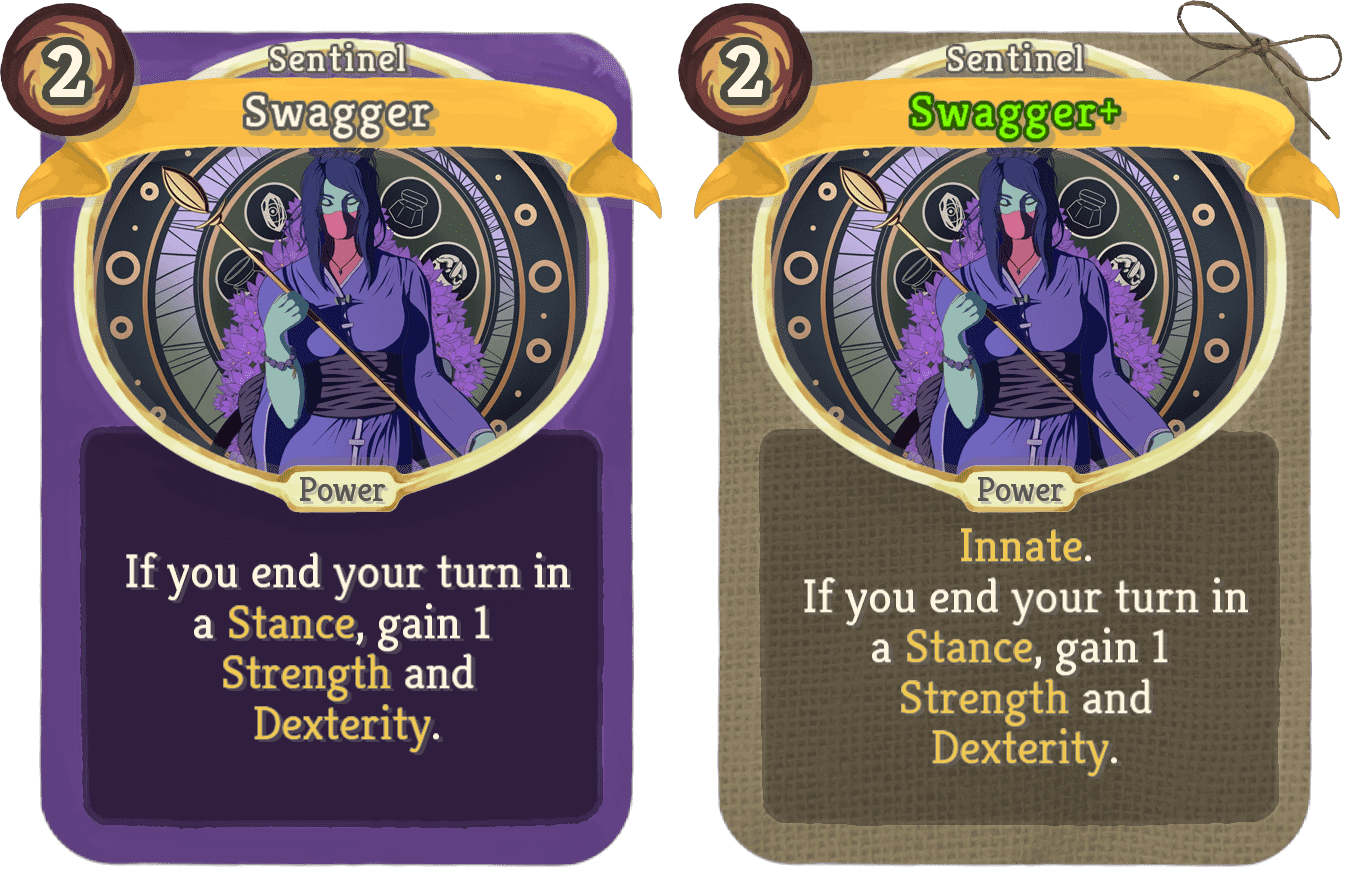 2
Sentinel
Swagger
Power
If you end your turn in
a Stance, gain 1
Strength and
Dexterity.
2
Sentinel
Swagger+
Power
Innate.
If you end your turn in
a Stance, gain 1
Strength and
Dexterity.